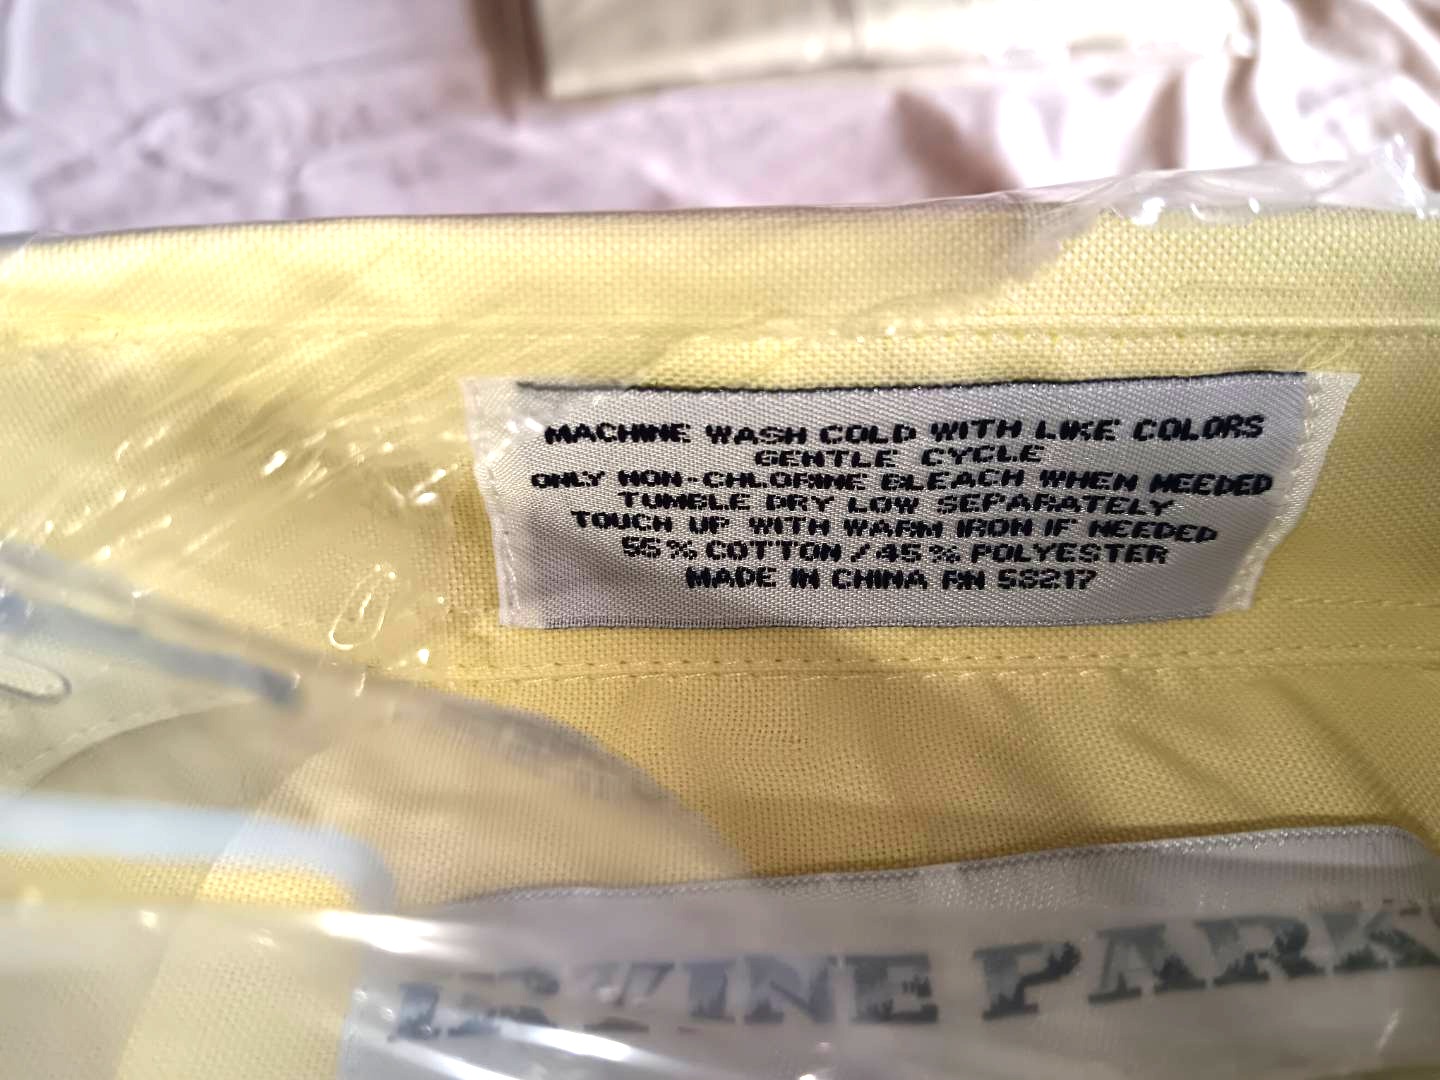 MACHINE WASH COLD WITH LIKE COLORS
GENTLE CYCLE
ONLY NON-CHLORINE BLEACH WHEN NEEDED
TUMBLE DRY LOW SEPARATELY
TOUCH UP WITH WARM IRON IF NEEDED
55% COTTON / 45% POLYESTER
MADE IN CHINA RN 58217
IRVINE PARK